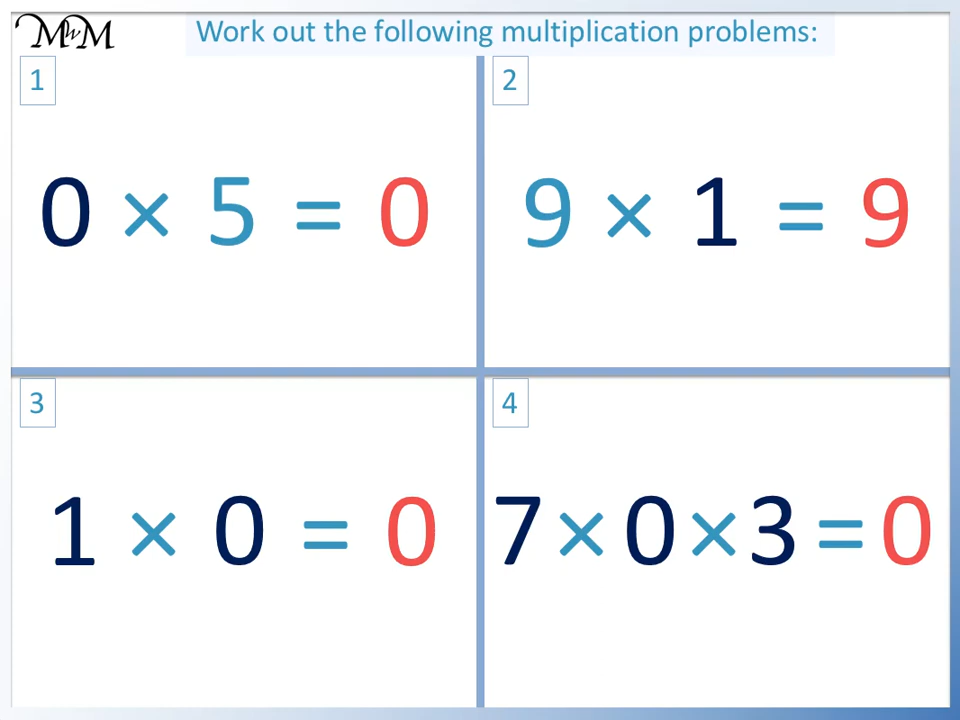 MwM
Work out the following multiplication problems:
1
0 × 5 = 0
2
9 × 1 = 9
3
1 × 0 = 0
4
7 × 0 × 3 = 0